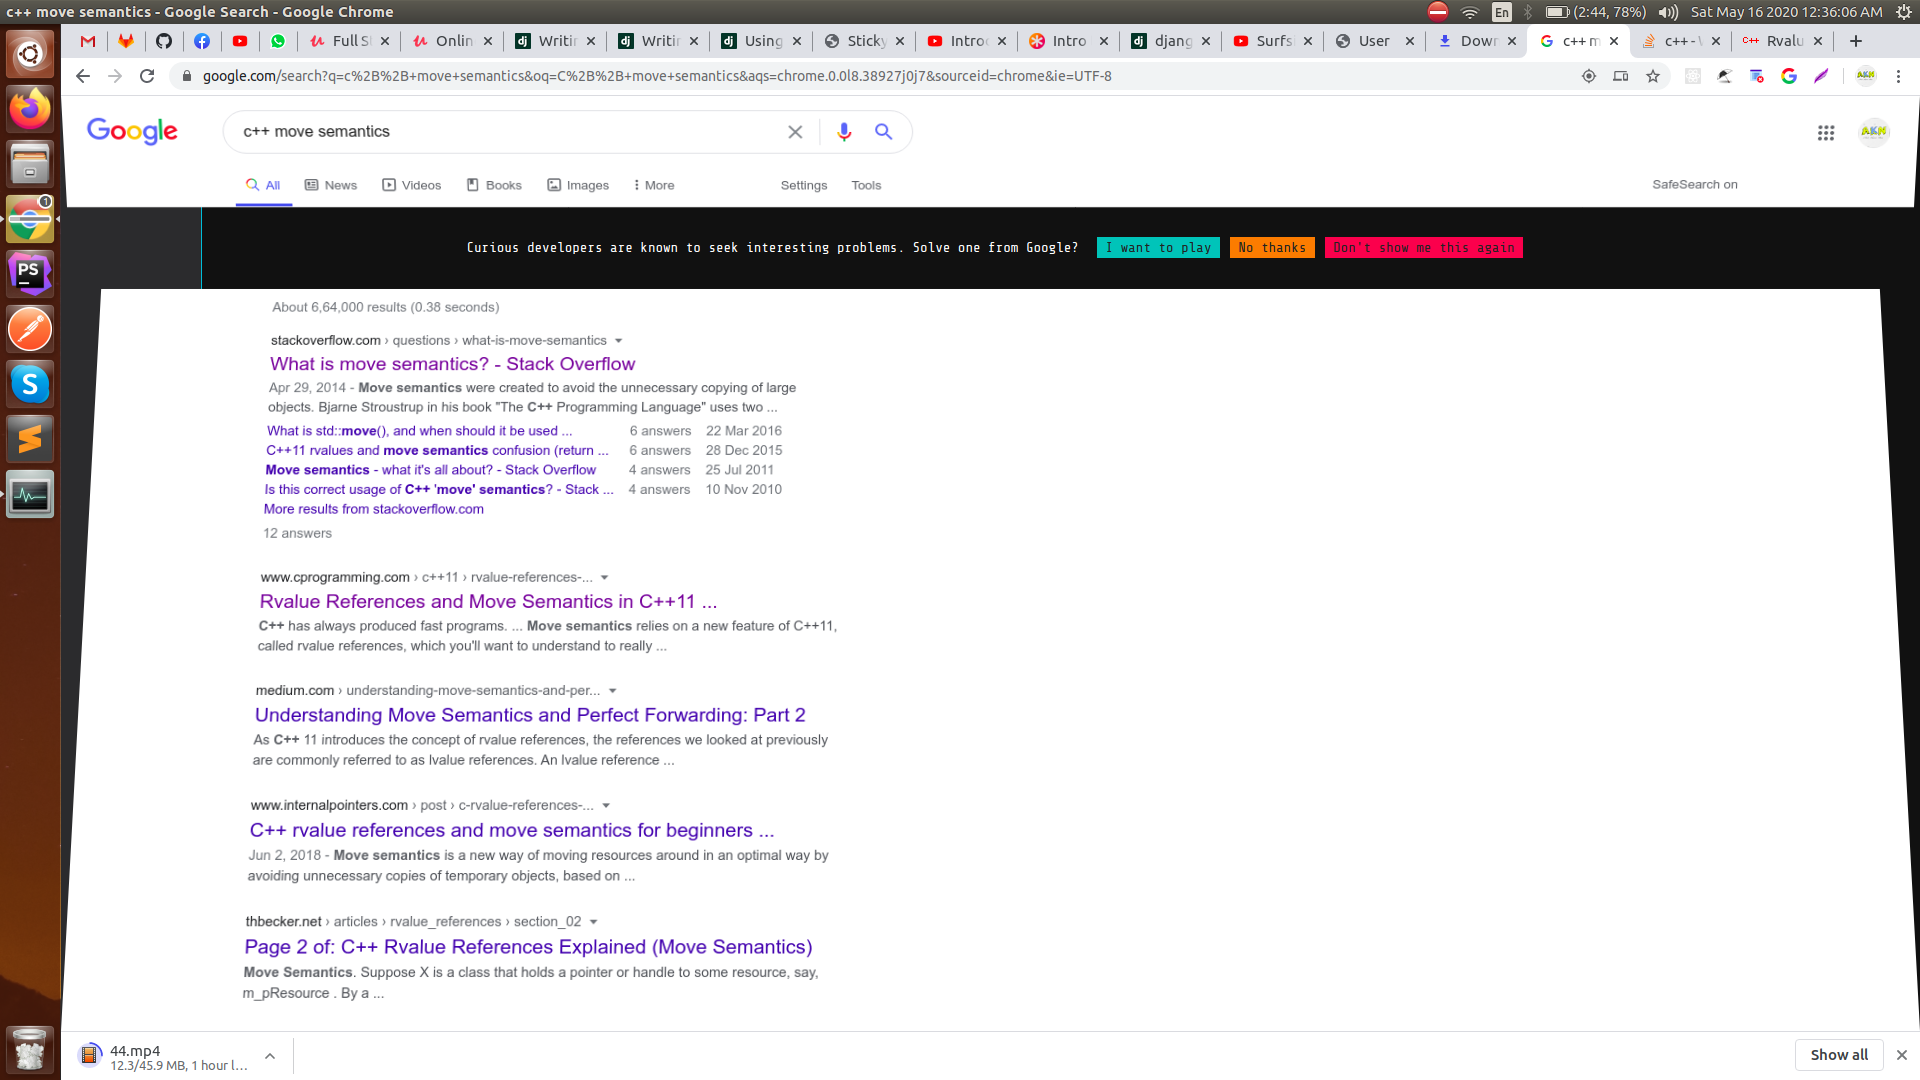 c++ move semantics - Google Search - Google Chrome
En (2:44, 78%) Sat May 16 2020 12:36:06 AM
Full S Onlin Writin Writin Using Sticky Introd Intro djang Surfsh User Down c++ m c++ - Rvalu
google.com/search?q=c%2B%2B+move+semantics&oq=C%2B%2B+move+semantics&aqs=chrome.0.0l8.38927j0j7&sourceid=chrome&ie=UTF-8
Google c++ move semantics AKN
All News Videos Books Images More Settings Tools SafeSearch on
Curious developers are known to seek interesting problems. Solve one from Google? I want to play No thanks Don't show me this again
About 6,64,000 results (0.38 seconds)
stackoverflow.com › questions › what-is-move-semantics
What is move semantics? - Stack Overflow
Apr 29, 2014 - Move semantics were created to avoid the unnecessary copying of large
objects. Bjarne Stroustrup in his book "The C++ Programming Language" uses two ...
What is std::move(), and when should it be used ... 6 answers 22 Mar 2016
C++11 rvalues and move semantics confusion (return ... 6 answers 28 Dec 2015
Move semantics - what it's all about? - Stack Overflow 4 answers 25 Jul 2011
Is this correct usage of C++ 'move' semantics? - Stack ... 4 answers 10 Nov 2010
More results from stackoverflow.com
12 answers
www.cprogramming.com › c++11 › rvalue-references-...
Rvalue References and Move Semantics in C++11 ...
C++ has always produced fast programs. ... Move semantics relies on a new feature of C++11,
called rvalue references, which you'll want to understand to really ...
medium.com › understanding-move-semantics-and-per...
Understanding Move Semantics and Perfect Forwarding: Part 2
As C++ 11 introduces the concept of rvalue references, the references we looked at previously
are commonly referred to as lvalue references. An lvalue reference ...
www.internalpointers.com › post › c-rvalue-references-...
C++ rvalue references and move semantics for beginners ...
Jun 2, 2018 - Move semantics is a new way of moving resources around in an optimal way by
avoiding unnecessary copies of temporary objects, based on ...
thbecker.net › articles › rvalue_references › section_02
Page 2 of: C++ Rvalue References Explained (Move Semantics)
Move Semantics. Suppose X is a class that holds a pointer or handle to some resource, say,
m_pResource . By a ...
44.mp4
12.3/45.9 MB, 1 hour l...
Show all